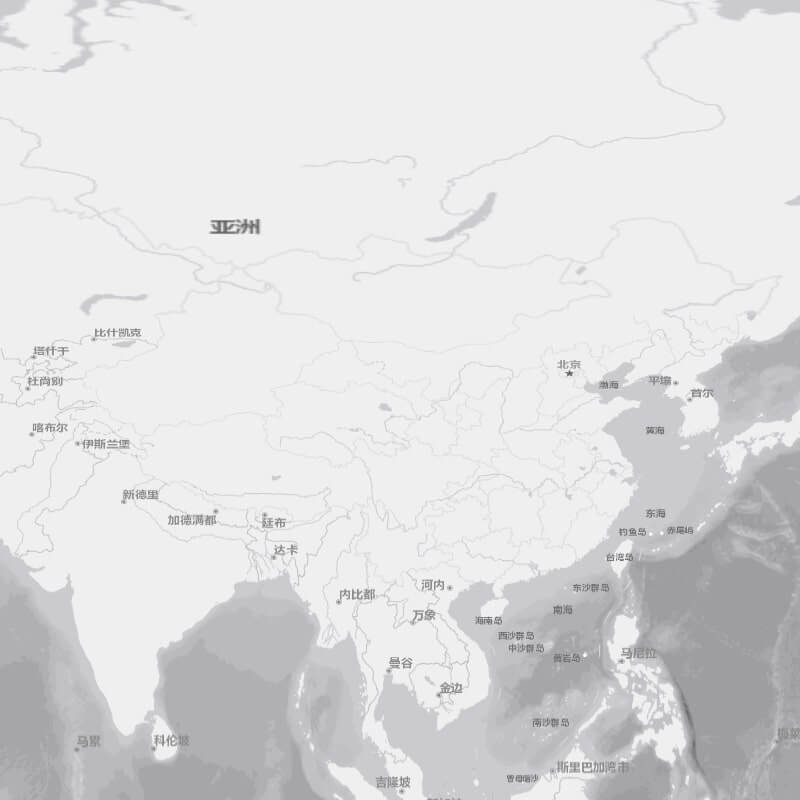 亚洲
比什凯克
塔什干
北京
杜尚别
渤海
平壤
首尔
喀布尔
黄海
伊斯兰堡
新德里
东海
加德满都
廷布
钓鱼岛
赤尾屿
达卡
台湾岛
河内
东沙群岛
内比都
南海
万象
海南岛
西沙群岛
中沙群岛
曼谷
黄岩岛
马尼拉
金边
南沙群岛
马累
科伦坡
斯里巴加湾市
曾母暗沙
吉隆坡